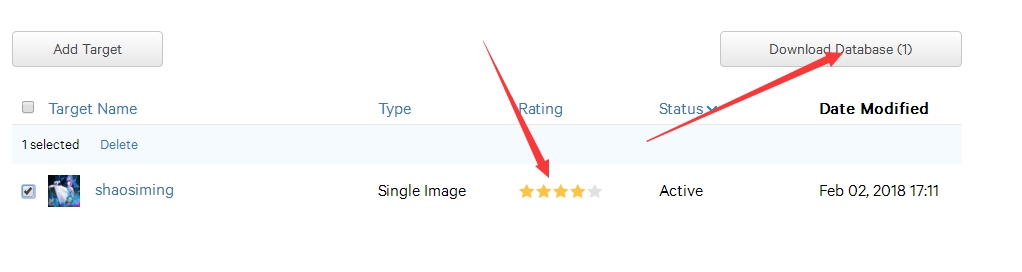 Add Target
Download Database (1)
Target Name Type Rating Status Date Modified
1 selected Delete
shaosiming Single Image Active Feb 02, 2018 17:11